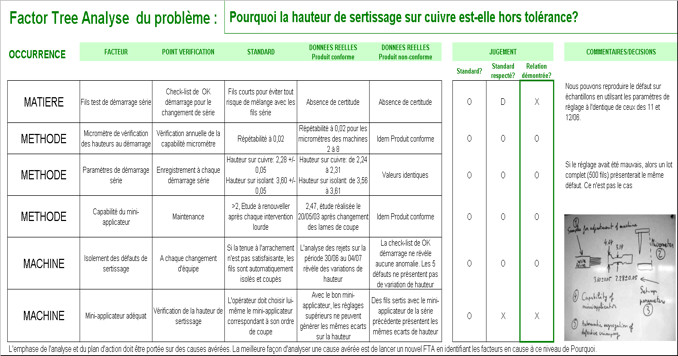 Factor Tree Analyse du problème :
Pourquoi la hauteur de sertissage sur cuivre est-elle hors tolérance?
OCCURRENCE
FACTEUR
POINT VERIFICATION
STANDARD
DONNEES REELLES
Produit conforme
DONNEES REELLES
Produit non-conforme
JUGEMENT
COMMENTAIRES/DECISIONS
Standard?
Standard
respecté?
Relation
démontrée?
MATIERE
Fils test de démarrage série
Check-list de OK
démarrage pour le
changement de série
Fils courts pour éviter tout
risque de mélange avec les
fils série
Absence de certitude
Absence de certitude
O
D
X
Nous pouvons reproduire le défaut sur
échantillons en utilisant les paramètres de
réglage à l'dentique de ceux des 11 et
12/06.
METHODE
Micromètre de vérification
des hauteurs au démarrage
Vérification annuelle de la
capabilité micromètre
Répétabilité à 0,02
Répétabilité à 0,02 pour les
micromètres des machines
2 à 8
Idem Produit conforme
O
O
O
METHODE
Paramètres de démarrage
série
Enregistrement à chaque
démarrage série
Hauteur sur cuivre: 2,28 +/-
0,05
Hauteur sur isolant: 3,60 +/-
0,05
Hauteur sur cuivre: de 2,24
à 2,31
Hauteur sur isolant: de 3,56
à 3,61
Valeurs identiques
O
O
O
Si le réglage avait été mauvais, alors un lot
complet (500 fils) présenterait le même
défaut. Ce n'est pas le cas
METHODE
Capabilité du mini-
applicateur
Maintenance
>2, Etude à renouveller
après chaque intervention
lourde
2,47, étude réalisée le
20/05/03 après changement
des lames de coupe
Idem Produit conforme
O
O
O
MACHINE
Isolement des défauts de
sertissage
A chaque changement
d'équipe
Si la tenue à l'arrachement
n'est pas satisfaisante, les
fils sont automatiquement
isolés et coupés
L'analyse des rejets sur la
période 30/06 au 04/07
révèle des variations de
hauteur
La check-list de OK
démarrage ne révèle
aucune anomalie. Les 5
défauts ne présentent pas
de variation de hauteur
O
O
O
MACHINE
Mini-applicateur adéquat
Vérification de la hauteur de
sertissage
L'opérateur doit choisir lui-
même le mini-applicateur
correspondant à son ordre
de coupe
Avec le bon mini-
applicateur, les réglages
supérieurs ne peuvent
générer les mêmes ecarts
sur la hauteur
Des fils sertis avec le mini-
applicateur de la série
précédente présentent les
mêmes ecarts de hauteur
O
X
X
L'emphase de l'analyse et du plan d'action doit être portée sur des causes avérées. La meilleure façon d'analyser une cause avérée est de lancer un nouvel FTA en identifiant les facteurs en cause à ce niveau de Pourquoi